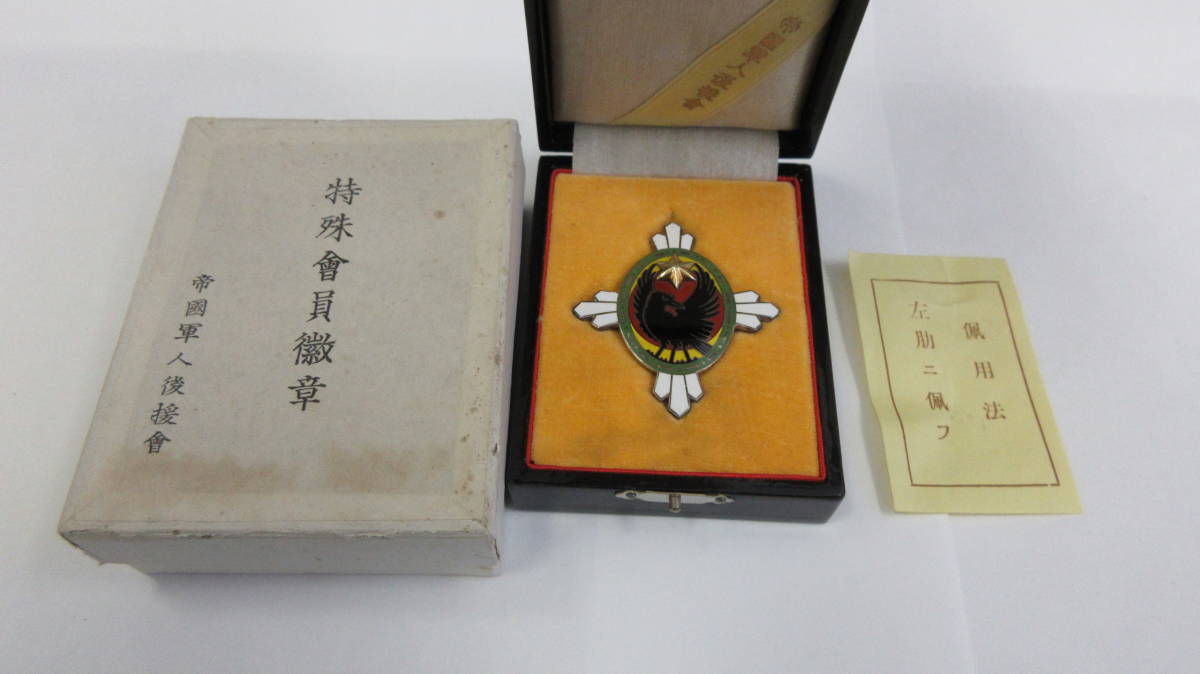 特殊會員徽章
帝國軍人後援會
帝國軍人後援會
佩用法
左肋ニ佩フ